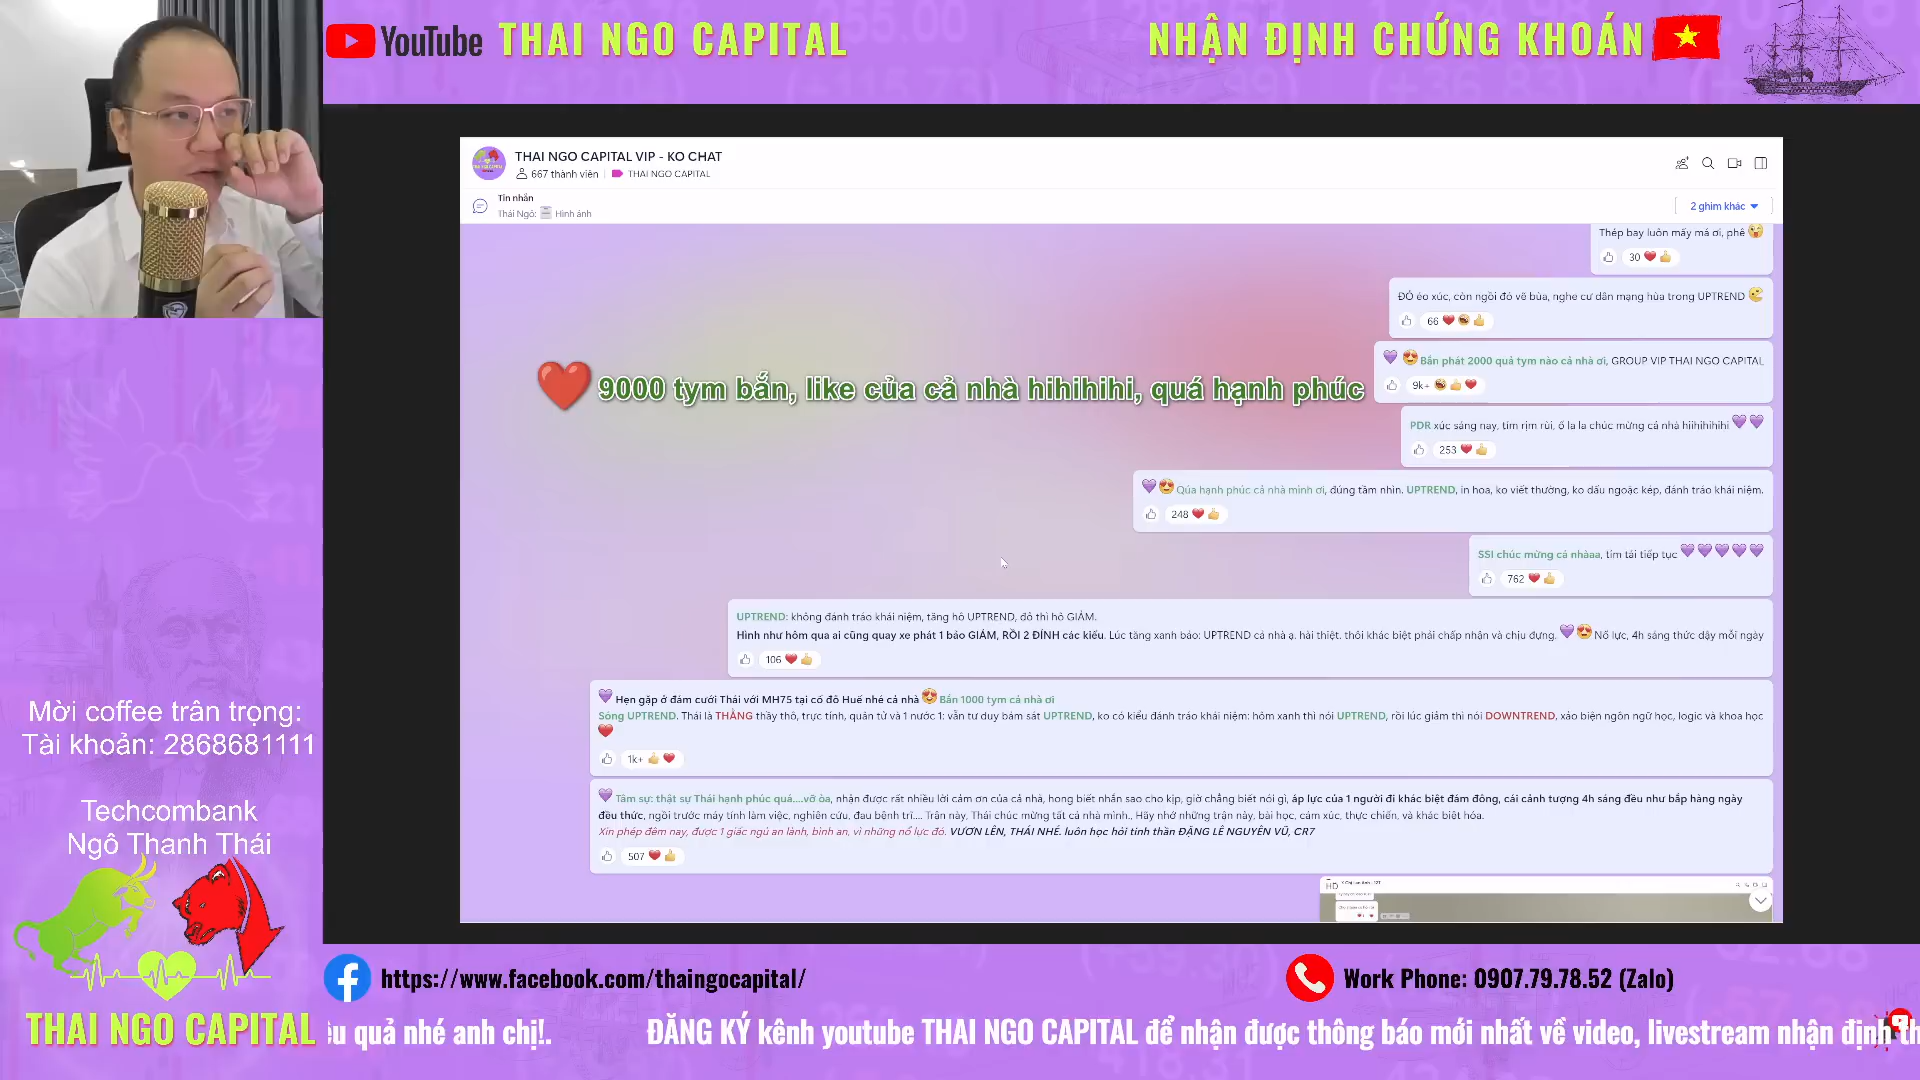 YouTube THAI NGO CAPITAL
NHẬN ĐỊNH CHỨNG KHOÁN
THAI NGO CAPITAL VIP - KO CHAT
667 thành viên
THAI NGO CAPITAL
Tin nhắn
Thái Ngô: Hình ảnh
2 ghim khác
Thép bay luôn mấy má ơi, phê
30
ĐỎ éo xúc, còn ngồi đó vẽ bùa, nghe cư dân mạng hùa trong UPTREND
66
Bắn phát 2000 quả tym nào cả nhà ơi, GROUP VIP THAI NGO CAPITAL
9k+
9000 tym bắn, like của cả nhà hihihihi, quá hạnh phúc
PDR xúc sáng nay, tím rịm rùi, ố la la chúc mừng cả nhà hiihihihihi
253
Qúa hạnh phúc cả nhà mình ơi, đúng tầm nhìn. UPTREND, in hoa, ko viết thường, ko dấu ngoặc kép, đánh tráo khái niệm.
248
SSI chúc mừng cả nhàaa, tím tái tiếp tục
762
UPTREND: không đánh tráo khái niệm, tăng hô UPTREND, đỏ thì hô GIẢM.
Hình như hôm qua ai cũng quay xe phát 1 báo GIẢM, RỒI 2 ĐỈNH các kiểu. Lúc tăng xanh báo: UPTREND cả nhà ạ. hài thiệt. thôi khác biệt phải chấp nhận và chịu đựng. Nổ lực, 4h sáng thức dậy mỗi ngày
106
Hẹn gặp ở đám cưới Thái với MH75 tại cố đô Huế nhé cả nhà Bắn 1000 tym cả nhà ơi
Sóng UPTREND. Thái là THẲNG thầy thô, trực tính, quân tử và 1 nước 1: vẫn tư duy bám sát UPTREND, ko có kiểu đánh tráo khái niệm: hôm xanh thì nói UPTREND, rồi lúc giảm thì nói DOWNTREND, xảo biện ngôn ngữ học, logic và khoa học
1k+
Tâm sự: thật sự Thái hạnh phúc quá....vỡ òa, nhận được rất nhiều lời cảm ơn của cả nhà, hong biết nhắn sao cho kịp, giờ chẳng biết nói gì, áp lực của 1 người đi khác biệt đám đông, cái cảnh tượng 4h sáng đều như bắp hàng ngày
đều thức, ngồi trước máy tính làm việc, nghiên cứu, đau bệnh trĩ.... Trận này, Thái chúc mừng tất cả nhà mình., Hãy nhớ những trận này, bài học, cảm xúc, thực chiến, và khác biệt hóa.
Xin phép đêm nay, được 1 giấc ngủ an lành, bình an, vì những nổ lực đó. VƯƠN LÊN, THÁI NHÉ. luôn học hỏi tinh thần ĐẶNG LÊ NGUYÊN VŨ, CR7
507
HD
Mời coffee trân trọng:
Tài khoản: 2868681111
Techcombank
Ngô Thanh Thái
THAI NGO CAPITAL
https://www.facebook.com/thaingocapital/
Work Phone: 0907.79.78.52 (Zalo)
quả nhé anh chị!. ĐĂNG KÝ kênh youtube THAI NGO CAPITAL để nhận được thông báo mới nhất về video, livestream nhận định